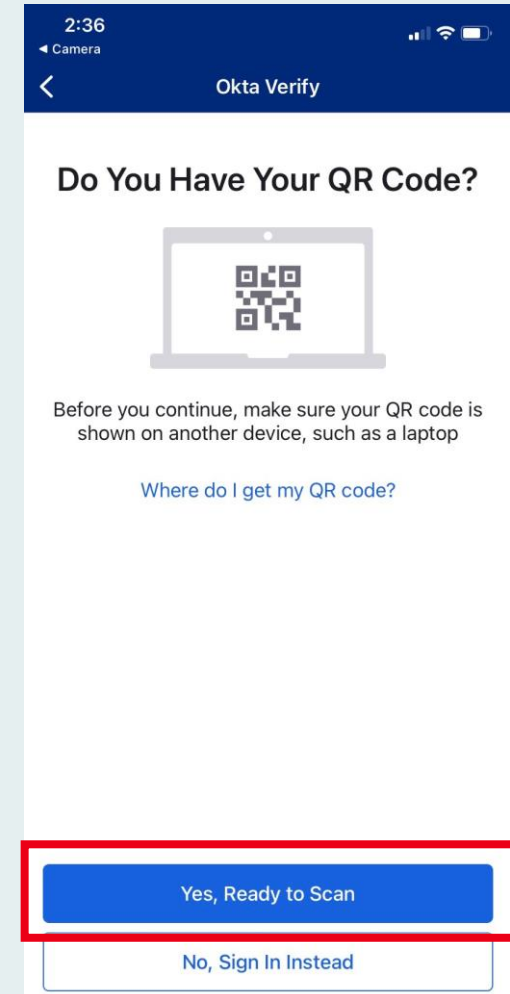 2:36
◀ Camera
Okta Verify
Do You Have Your QR Code?
Before you continue, make sure your QR code is
shown on another device, such as a laptop
Where do I get my QR code?
Yes, Ready to Scan
No, Sign In Instead